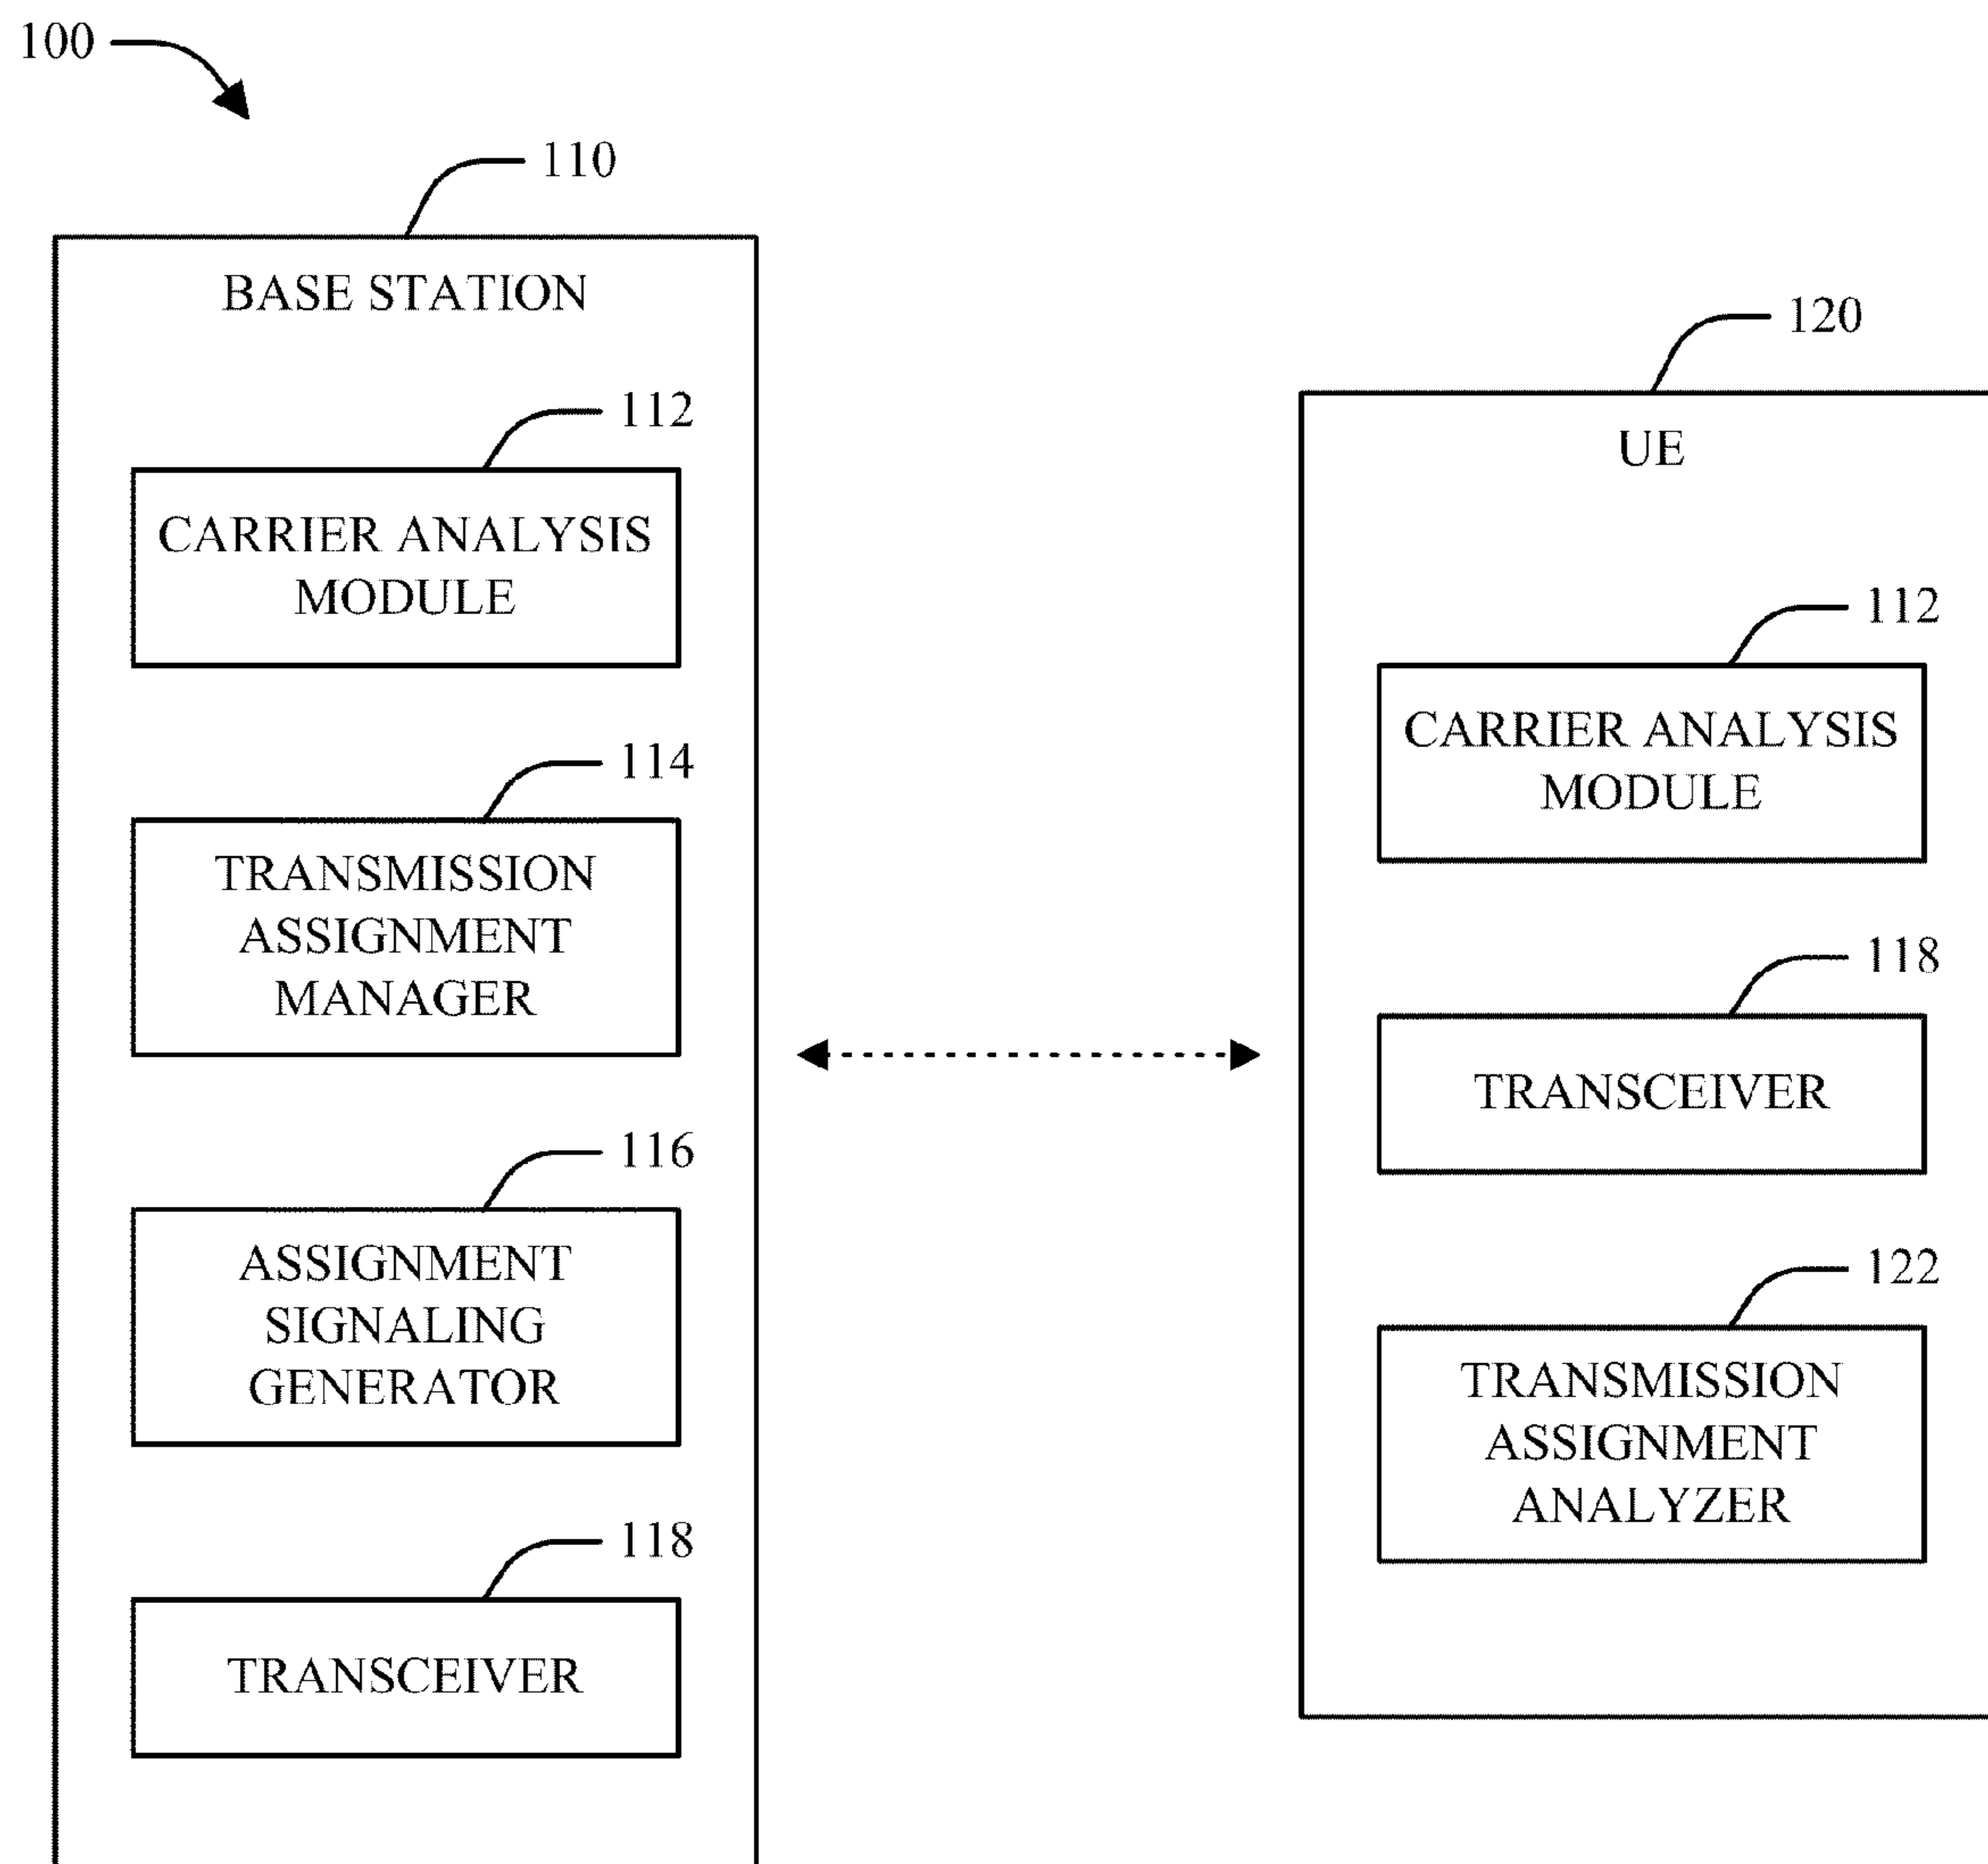 100
110
BASE STATION
112
CARRIER ANALYSIS
MODULE
114
TRANSMISSION
ASSIGNMENT
MANAGER
116
ASSIGNMENT
SIGNALING
GENERATOR
118
TRANSCEIVER
120
UE
112
CARRIER ANALYSIS
MODULE
118
TRANSCEIVER
122
TRANSMISSION
ASSIGNMENT
ANALYZER